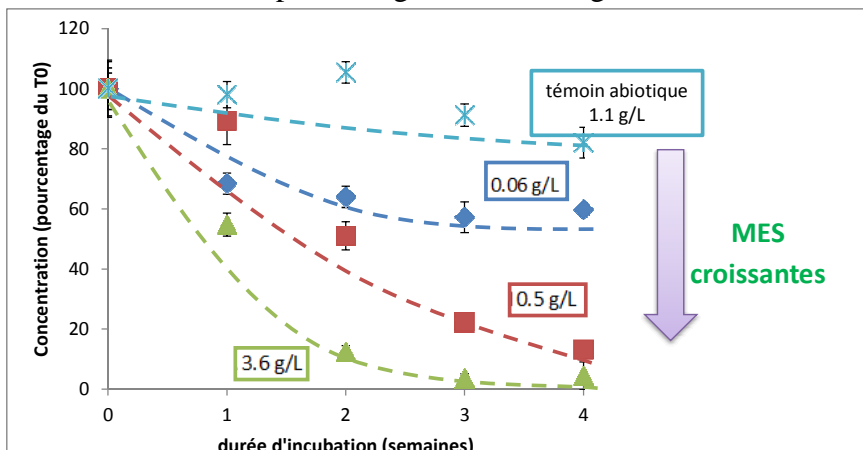 120
100
80
60
40
20
0
Concentration (pourcentage du T0)
0
1
2
3
4
durée d'incubation (semaines)
témoin abiotique
1.1 g/L
0.06 g/L
0.5 g/L
3.6 g/L
MES
croissantes